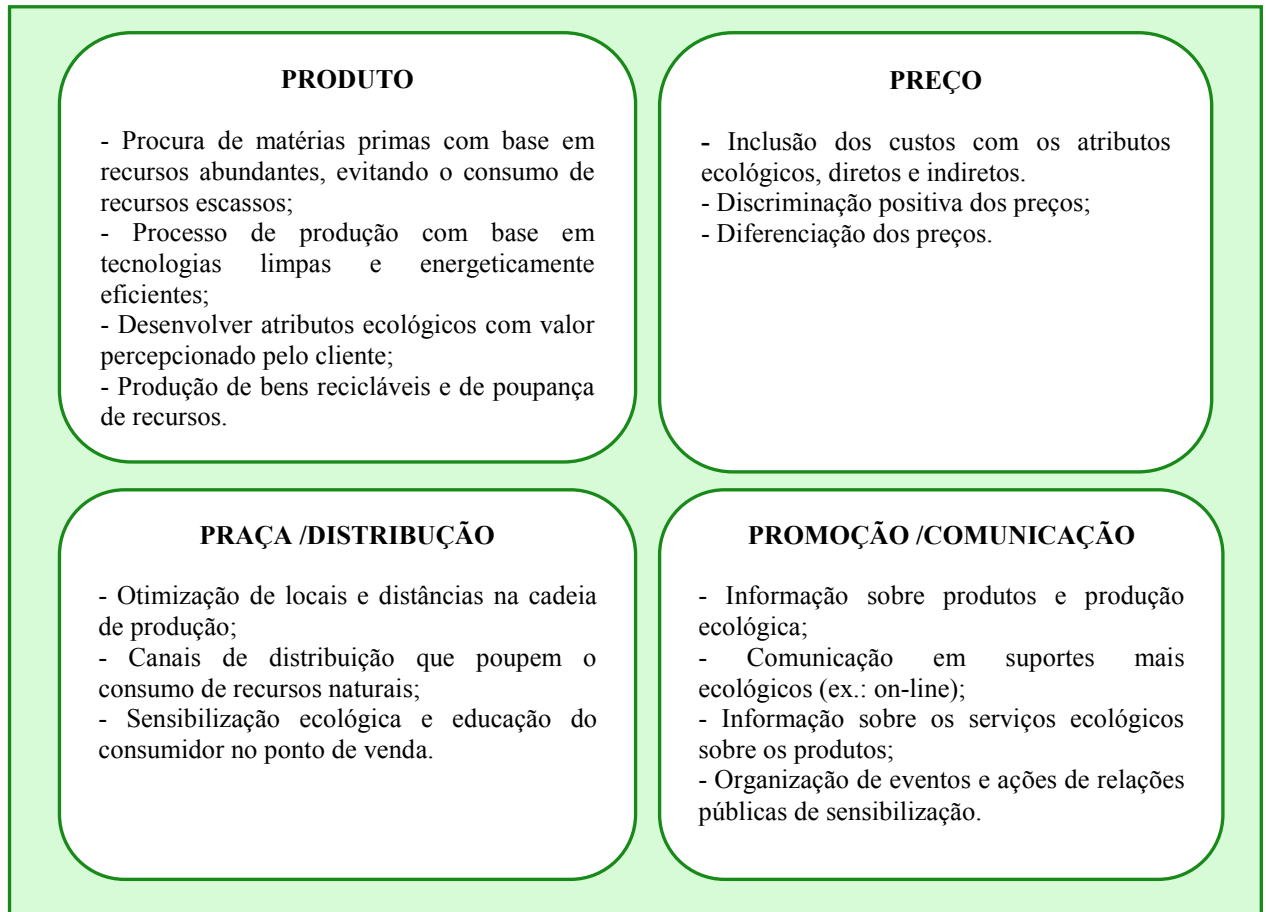 PRODUTO
- Procura de matérias primas com base em
recursos abundantes, evitando o consumo de
recursos escassos;
- Processo de produção com base em
tecnologias limpas e energeticamente
eficientes;
- Desenvolver atributos ecológicos com valor
percepcionado pelo cliente;
- Produção de bens recicláveis e de poupança
de recursos.
PREÇO
- Inclusão dos custos com os atributos
ecológicos, diretos e indiretos.
- Discriminação positiva dos preços;
- Diferenciação dos preços.
PRAÇA /DISTRIBUÇÃO
- Otimização de locais e distâncias na cadeia
de produção;
- Canais de distribuição que poupem o
consumo de recursos naturais;
- Sensibilização ecológica e educação do
consumidor no ponto de venda.
PROMOÇÃO /COMUNICAÇÃO
- Informação sobre produtos e produção
ecológica;
- Comunicação em suportes mais
ecológicos (ex.: on-line);
- Informação sobre os serviços ecológicos
sobre os produtos;
- Organização de eventos e ações de relações
públicas de sensibilização.